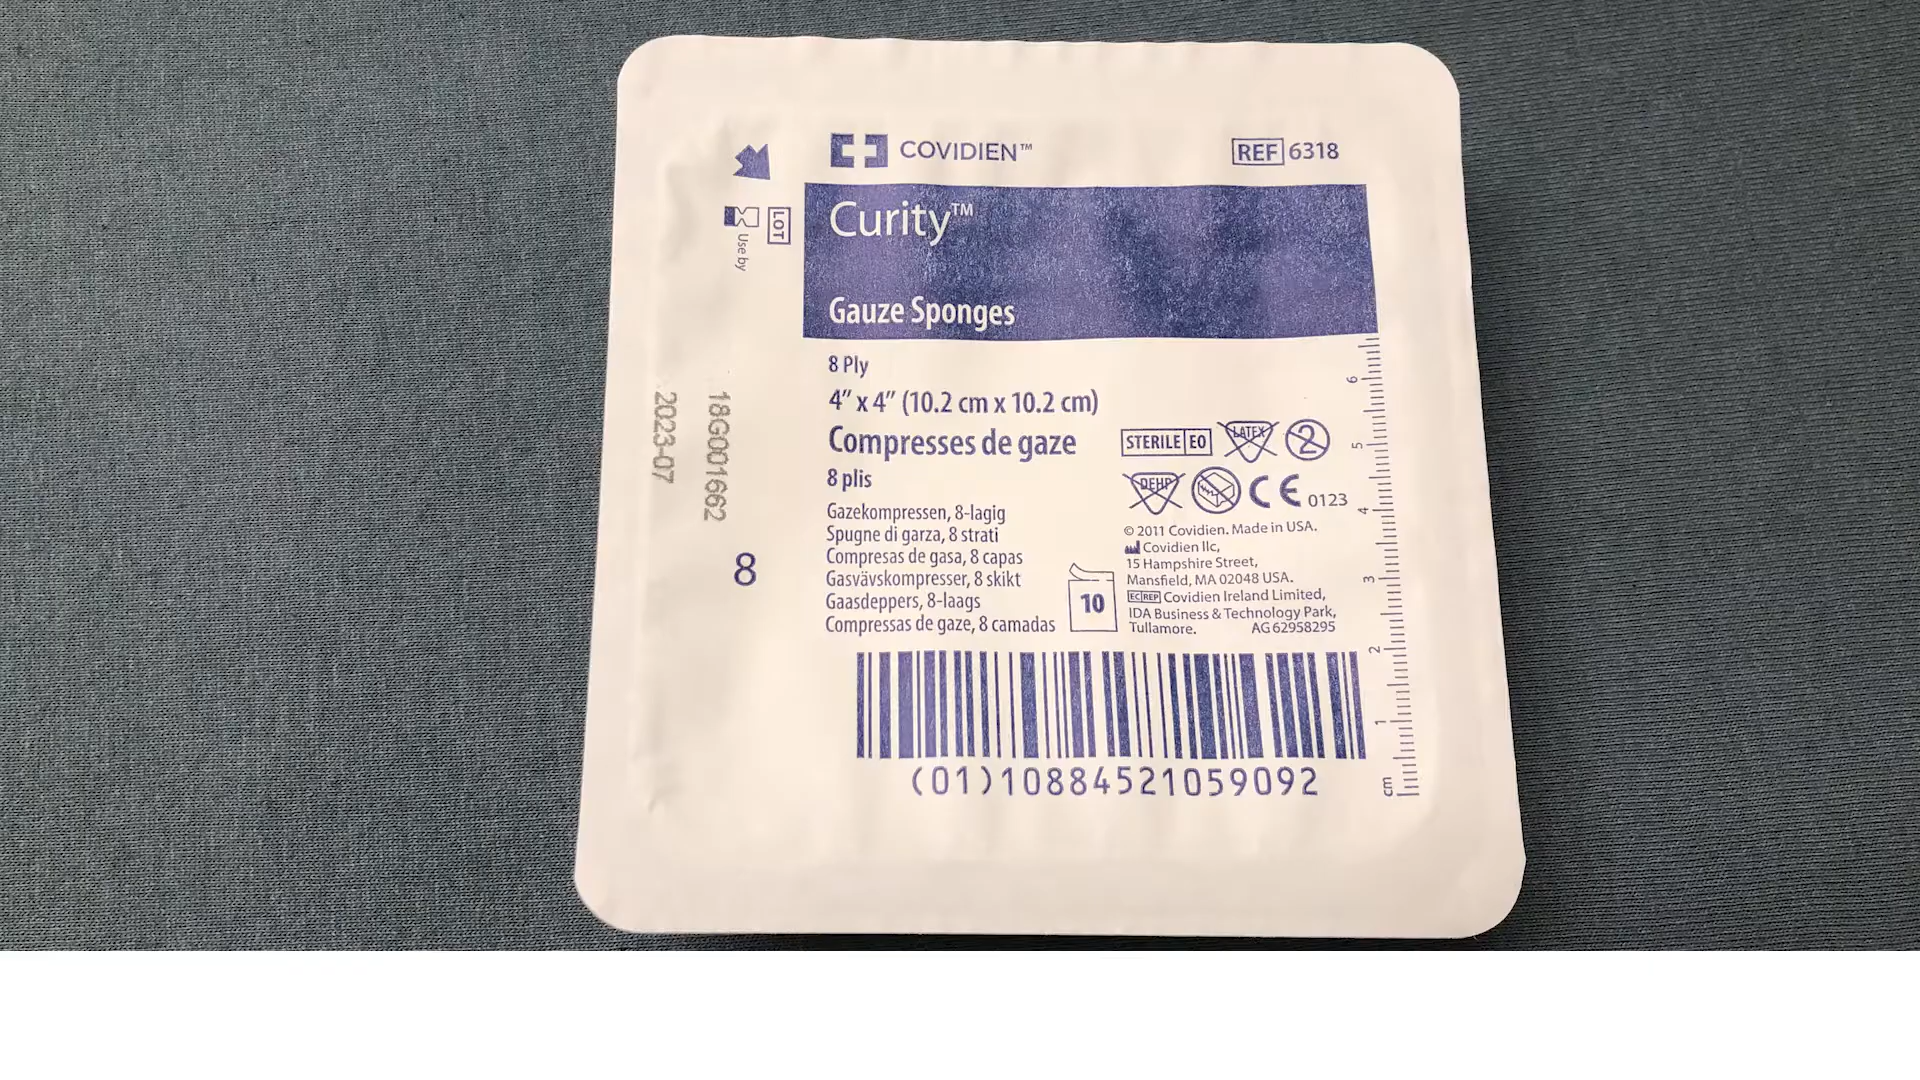 COVIDIEN™
REF 6318
LOT
Use by
Curity™
Gauze Sponges
8 Ply
4” x 4” (10.2 cm x 10.2 cm)
Compresses de gaze
8 plis
Gazekompressen, 8-lagig
Spugne di garza, 8 strati
Compresas de gasa, 8 capas
Gasvävskompresser, 8 skikt
Gaasdeppers, 8-laags
Compressas de gaze, 8 camadas
18G001662
2023-07
8
10
STERILE EO
LATEX
2
DEHP
CE 0123
© 2011 Covidien. Made in USA.
Covidien llc,
15 Hampshire Street,
Mansfield, MA 02048 USA.
EC REP Covidien Ireland Limited,
IDA Business & Technology Park,
Tullamore. AG 62958295
6
5
4
3
2
1
cm
(01)10884521059092